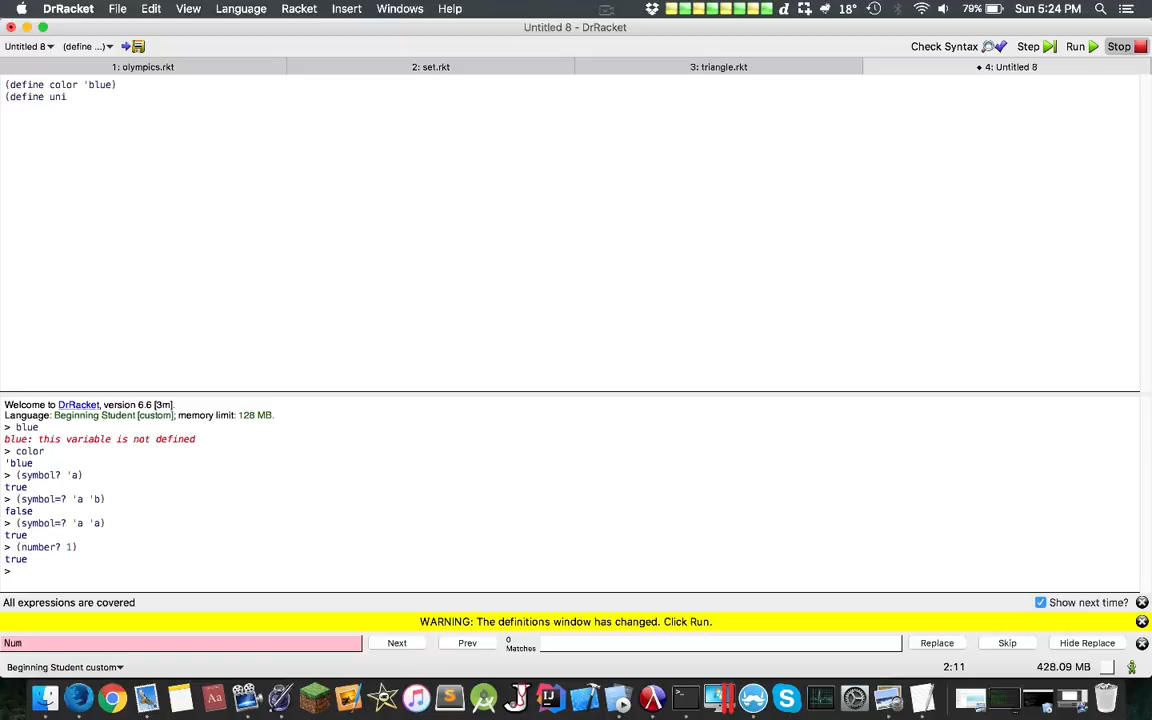 DrRacket File Edit View Language Racket Insert Windows Help d 18° 79% Sun 5:24 PM
Untitled 8 - DrRacket
Untitled 8 (define ...) Check Syntax Step Run Stop
1: olympics.rkt 2: set.rkt 3: triangle.rkt 4: Untitled 8
(define color 'blue)
(define uni
Welcome to DrRacket, version 6.6 [3m].
Language: Beginning Student [custom]; memory limit: 128 MB.
> blue
blue: this variable is not defined
> color
'blue
> (symbol? 'a)
true
> (symbol=? 'a 'b)
false
> (symbol=? 'a 'a)
true
> (number? 1)
true
>
All expressions are covered Show next time?
WARNING: The definitions window has changed. Click Run.
Num Next Prev 0 Matches Replace Skip Hide Replace
Beginning Student custom 2:11 428.09 MB